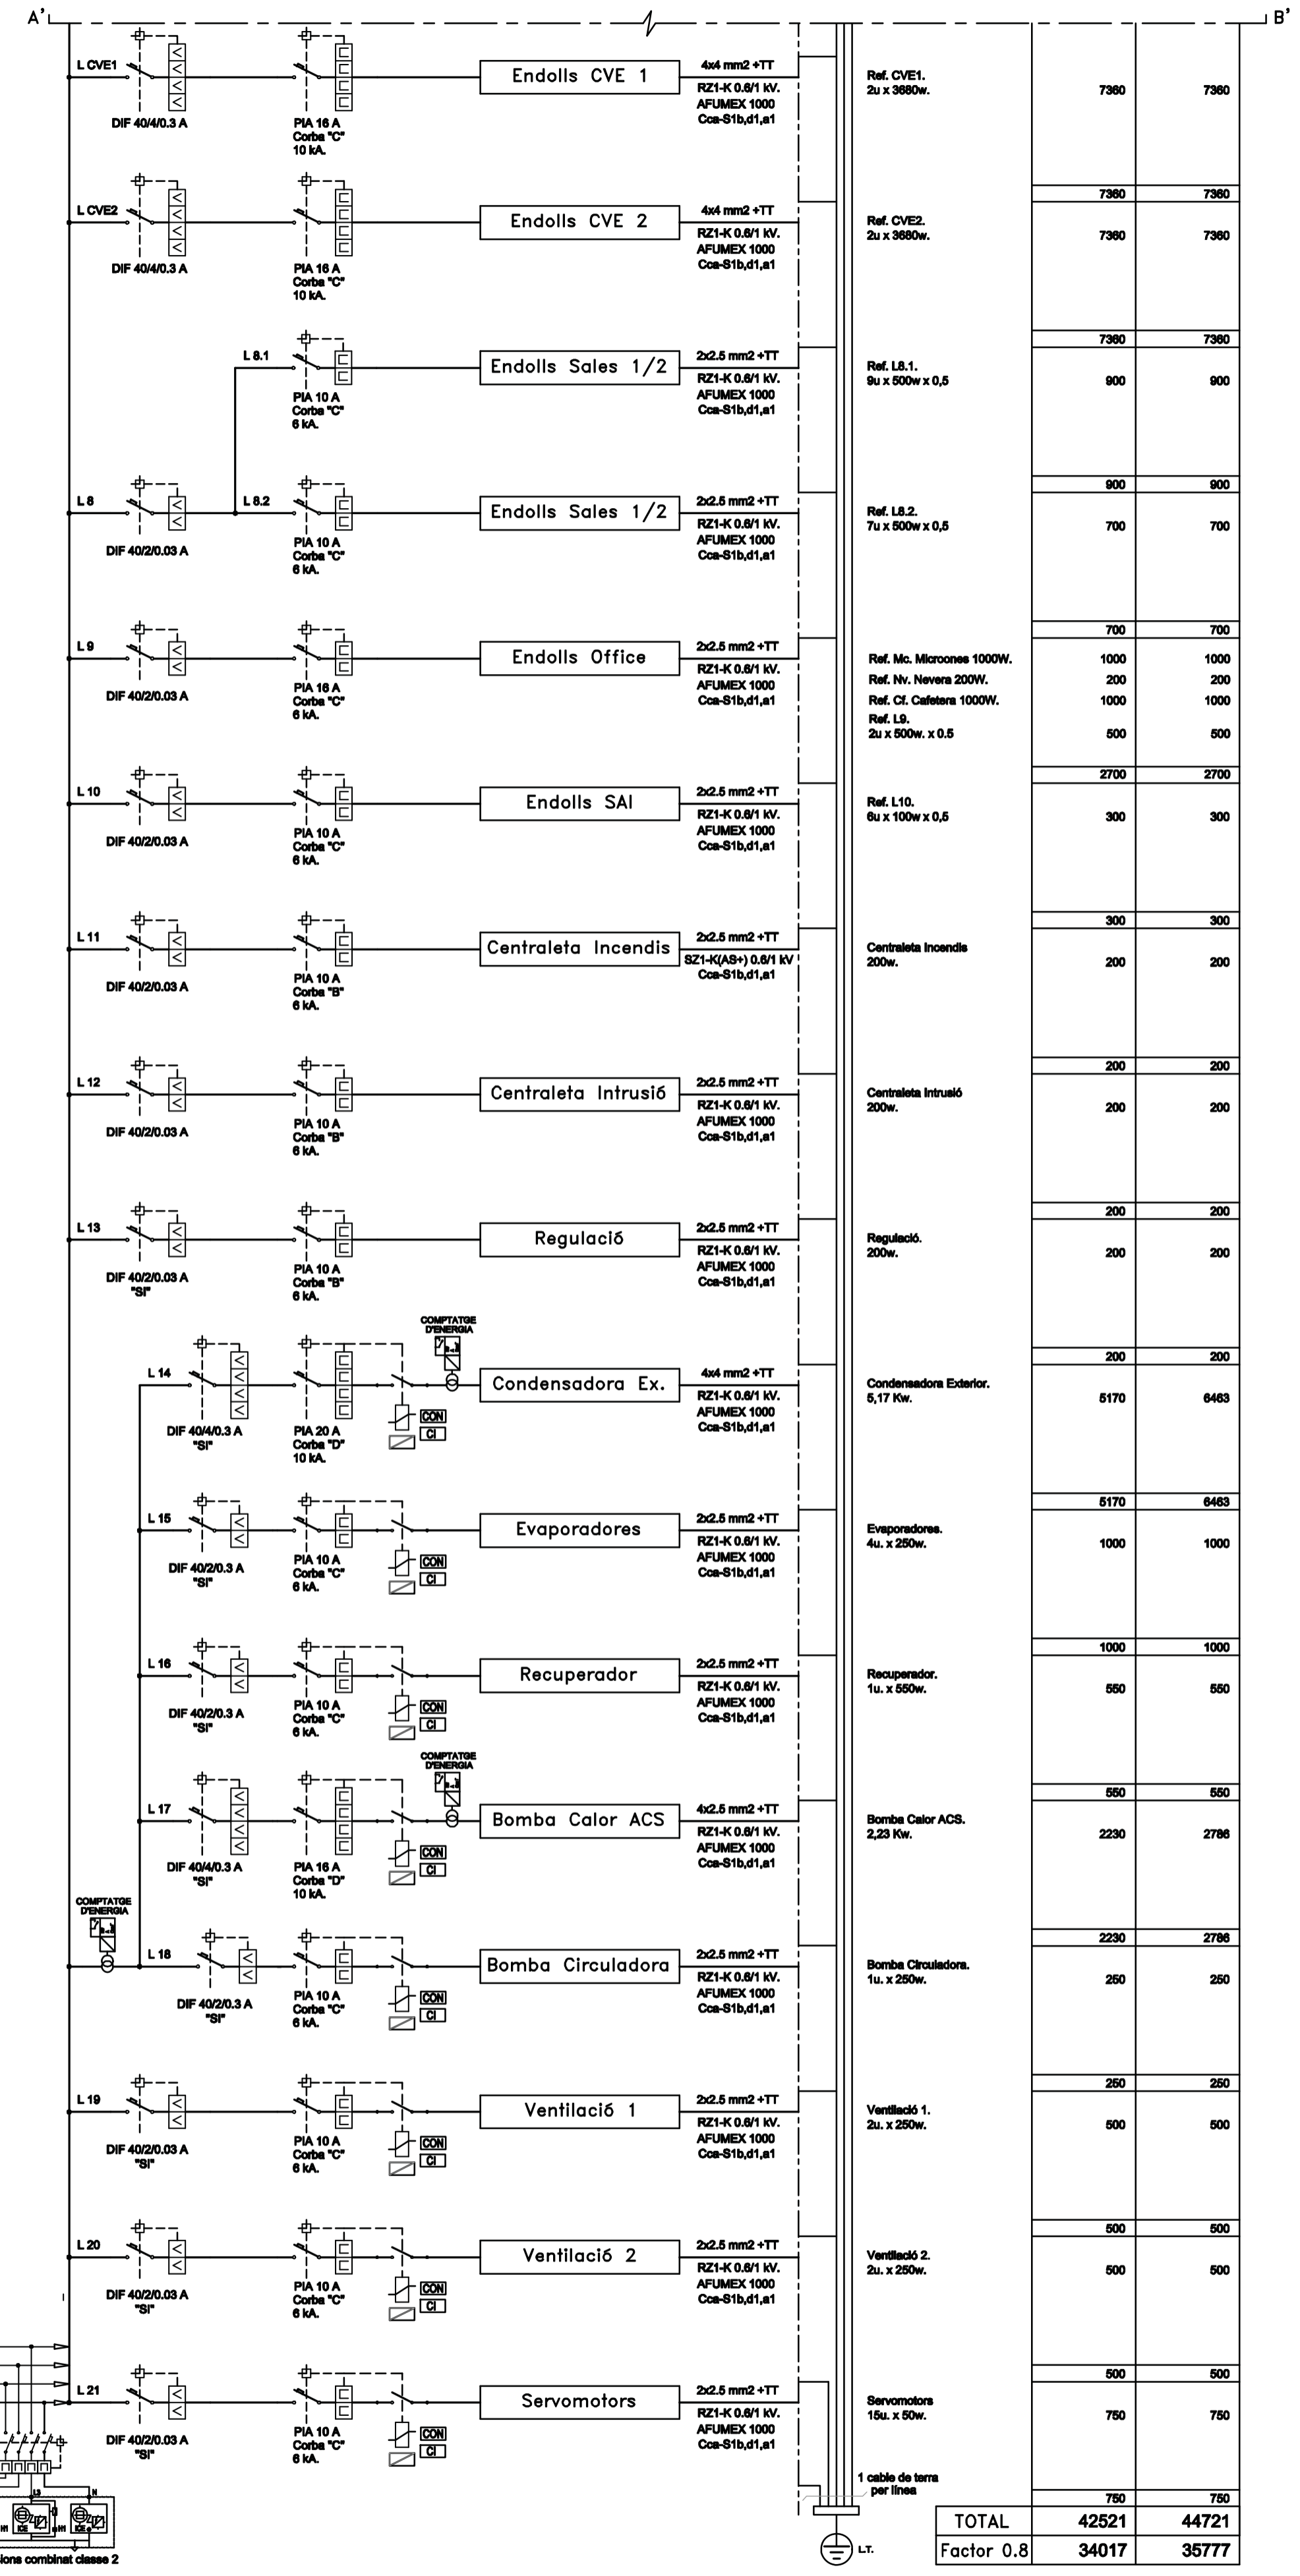 A'
B'
L CVE1
DIF 40/4/0.3 A
PIA 16 A
Corba "C"
10 kA.
Endolls CVE 1
4x4 mm2 +TT
RZ1-K 0.6/1 kV.
AFUMEX 1000
Cca-S1b,d1,a1
Ref. CVE1.
2u x 3680w.
7360 7360
7360 7360
L CVE2
DIF 40/4/0.3 A
PIA 16 A
Corba "C"
10 kA.
Endolls CVE 2
4x4 mm2 +TT
RZ1-K 0.6/1 kV.
AFUMEX 1000
Cca-S1b,d1,a1
Ref. CVE2.
2u x 3680w.
7360 7360
7360 7360
L 8.1
PIA 10 A
Corba "C"
6 kA.
Endolls Sales 1/2
2x2.5 mm2 +TT
RZ1-K 0.6/1 kV.
AFUMEX 1000
Cca-S1b,d1,a1
Ref. L8.1.
9u x 500w x 0,5
900 900
900 900
L 8
DIF 40/2/0.03 A
L 8.2
PIA 10 A
Corba "C"
6 kA.
Endolls Sales 1/2
2x2.5 mm2 +TT
RZ1-K 0.6/1 kV.
AFUMEX 1000
Cca-S1b,d1,a1
Ref. L8.2.
7u x 500w x 0,5
700 700
700 700
L 9
DIF 40/2/0.03 A
PIA 16 A
Corba "C"
6 kA.
Endolls Office
2x2.5 mm2 +TT
RZ1-K 0.6/1 kV.
AFUMEX 1000
Cca-S1b,d1,a1
Ref. Mc. Microones 1000W. 1000 1000
Ref. Nv. Nevera 200W. 200 200
Ref. Cf. Cafetera 1000W. 1000 1000
Ref. L9.
2u x 500w. x 0.5 500 500
2700 2700
L 10
DIF 40/2/0.03 A
PIA 10 A
Corba "C"
6 kA.
Endolls SAI
2x2.5 mm2 +TT
RZ1-K 0.6/1 kV.
AFUMEX 1000
Cca-S1b,d1,a1
Ref. L10.
6u x 100w x 0,5
300 300
300 300
L 11
DIF 40/2/0.03 A
PIA 10 A
Corba "B"
6 kA.
Centraleta Incendis
2x2.5 mm2 +TT
SZ1-K(AS+) 0.6/1 kV
Cca-S1b,d1,a1
Centraleta Incendis
200w.
200 200
200 200
L 12
DIF 40/2/0.03 A
PIA 10 A
Corba "B"
6 kA.
Centraleta Intrusió
2x2.5 mm2 +TT
RZ1-K 0.6/1 kV.
AFUMEX 1000
Cca-S1b,d1,a1
Centraleta Intrusió
200w.
200 200
200 200
L 13
DIF 40/2/0.03 A
"SI"
PIA 10 A
Corba "B"
6 kA.
Regulació
2x2.5 mm2 +TT
RZ1-K 0.6/1 kV.
AFUMEX 1000
Cca-S1b,d1,a1
Regulació.
200w.
200 200
200 200
L 14
DIF 40/4/0.3 A
"SI"
PIA 20 A
Corba "D"
10 kA.
COMPTATGE
D'ENERGIA
CON
CI
Condensadora Ex.
4x4 mm2 +TT
RZ1-K 0.6/1 kV.
AFUMEX 1000
Cca-S1b,d1,a1
Condensadora Exterior.
5,17 Kw.
5170 6463
5170 6463
L 15
DIF 40/2/0.3 A
"SI"
PIA 10 A
Corba "C"
6 kA.
CON
CI
Evaporadores
2x2.5 mm2 +TT
RZ1-K 0.6/1 kV.
AFUMEX 1000
Cca-S1b,d1,a1
Evaporadores.
4u. x 250w.
1000 1000
1000 1000
L 16
DIF 40/2/0.3 A
"SI"
PIA 10 A
Corba "C"
6 kA.
CON
CI
Recuperador
2x2.5 mm2 +TT
RZ1-K 0.6/1 kV.
AFUMEX 1000
Cca-S1b,d1,a1
Recuperador.
1u. x 550w.
550 550
550 550
L 17
DIF 40/4/0.3 A
"SI"
PIA 16 A
Corba "D"
10 kA.
COMPTATGE
D'ENERGIA
CON
CI
Bomba Calor ACS
4x2.5 mm2 +TT
RZ1-K 0.6/1 kV.
AFUMEX 1000
Cca-S1b,d1,a1
Bomba Calor ACS.
2,23 Kw.
2230 2786
2230 2786
COMPTATGE
D'ENERGIA
L 18
DIF 40/2/0.3 A
"SI"
PIA 10 A
Corba "C"
6 kA.
CON
CI
Bomba Circuladora
2x2.5 mm2 +TT
RZ1-K 0.6/1 kV.
AFUMEX 1000
Cca-S1b,d1,a1
Bomba Circuladora.
1u. x 250w.
250 250
250 250
L 19
DIF 40/2/0.03 A
"SI"
PIA 10 A
Corba "C"
6 kA.
CON
CI
Ventilació 1
2x2.5 mm2 +TT
RZ1-K 0.6/1 kV.
AFUMEX 1000
Cca-S1b,d1,a1
Ventilació 1.
2u. x 250w.
500 500
500 500
L 20
DIF 40/2/0.03 A
"SI"
PIA 10 A
Corba "C"
6 kA.
CON
CI
Ventilació 2
2x2.5 mm2 +TT
RZ1-K 0.6/1 kV.
AFUMEX 1000
Cca-S1b,d1,a1
Ventilació 2.
2u. x 250w.
500 500
500 500
L 21
DIF 40/2/0.03 A
"SI"
PIA 10 A
Corba "C"
6 kA.
CON
CI
Servomotors
2x2.5 mm2 +TT
RZ1-K 0.6/1 kV.
AFUMEX 1000
Cca-S1b,d1,a1
Servomotors
15u. x 50w.
750 750
750 750
1 cable de terra
per línea
L.T.
L3 N
H1 ICE H1 ICE
sions combinat classe 2
TOTAL 42521 44721
Factor 0.8 34017 35777